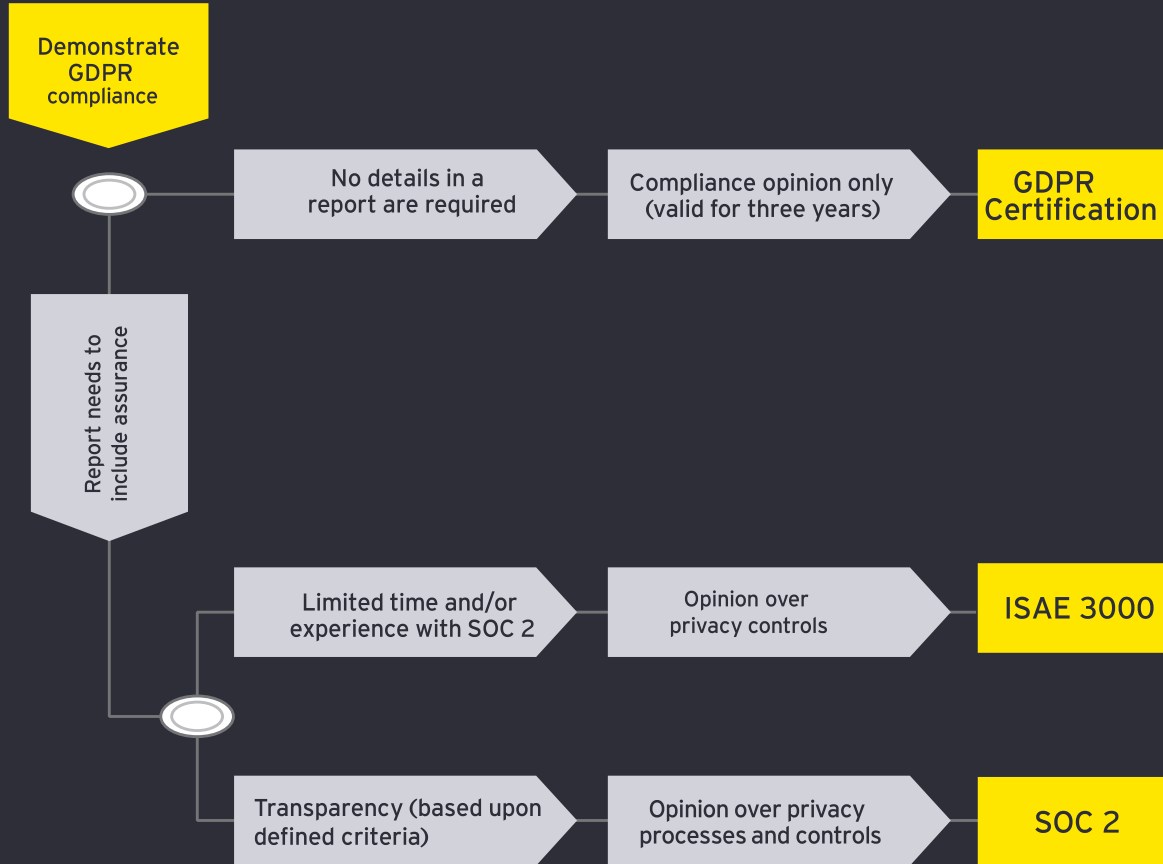 Demonstrate
GDPR
compliance
No details in a
report are required
Compliance opinion only
(valid for three years)
GDPR
Certification
Report needs to
include assurance
Limited time and/or
experience with SOC 2
Opinion over
privacy controls
ISAE 3000
Transparency (based upon
defined criteria)
Opinion over privacy
processes and controls
SOC 2